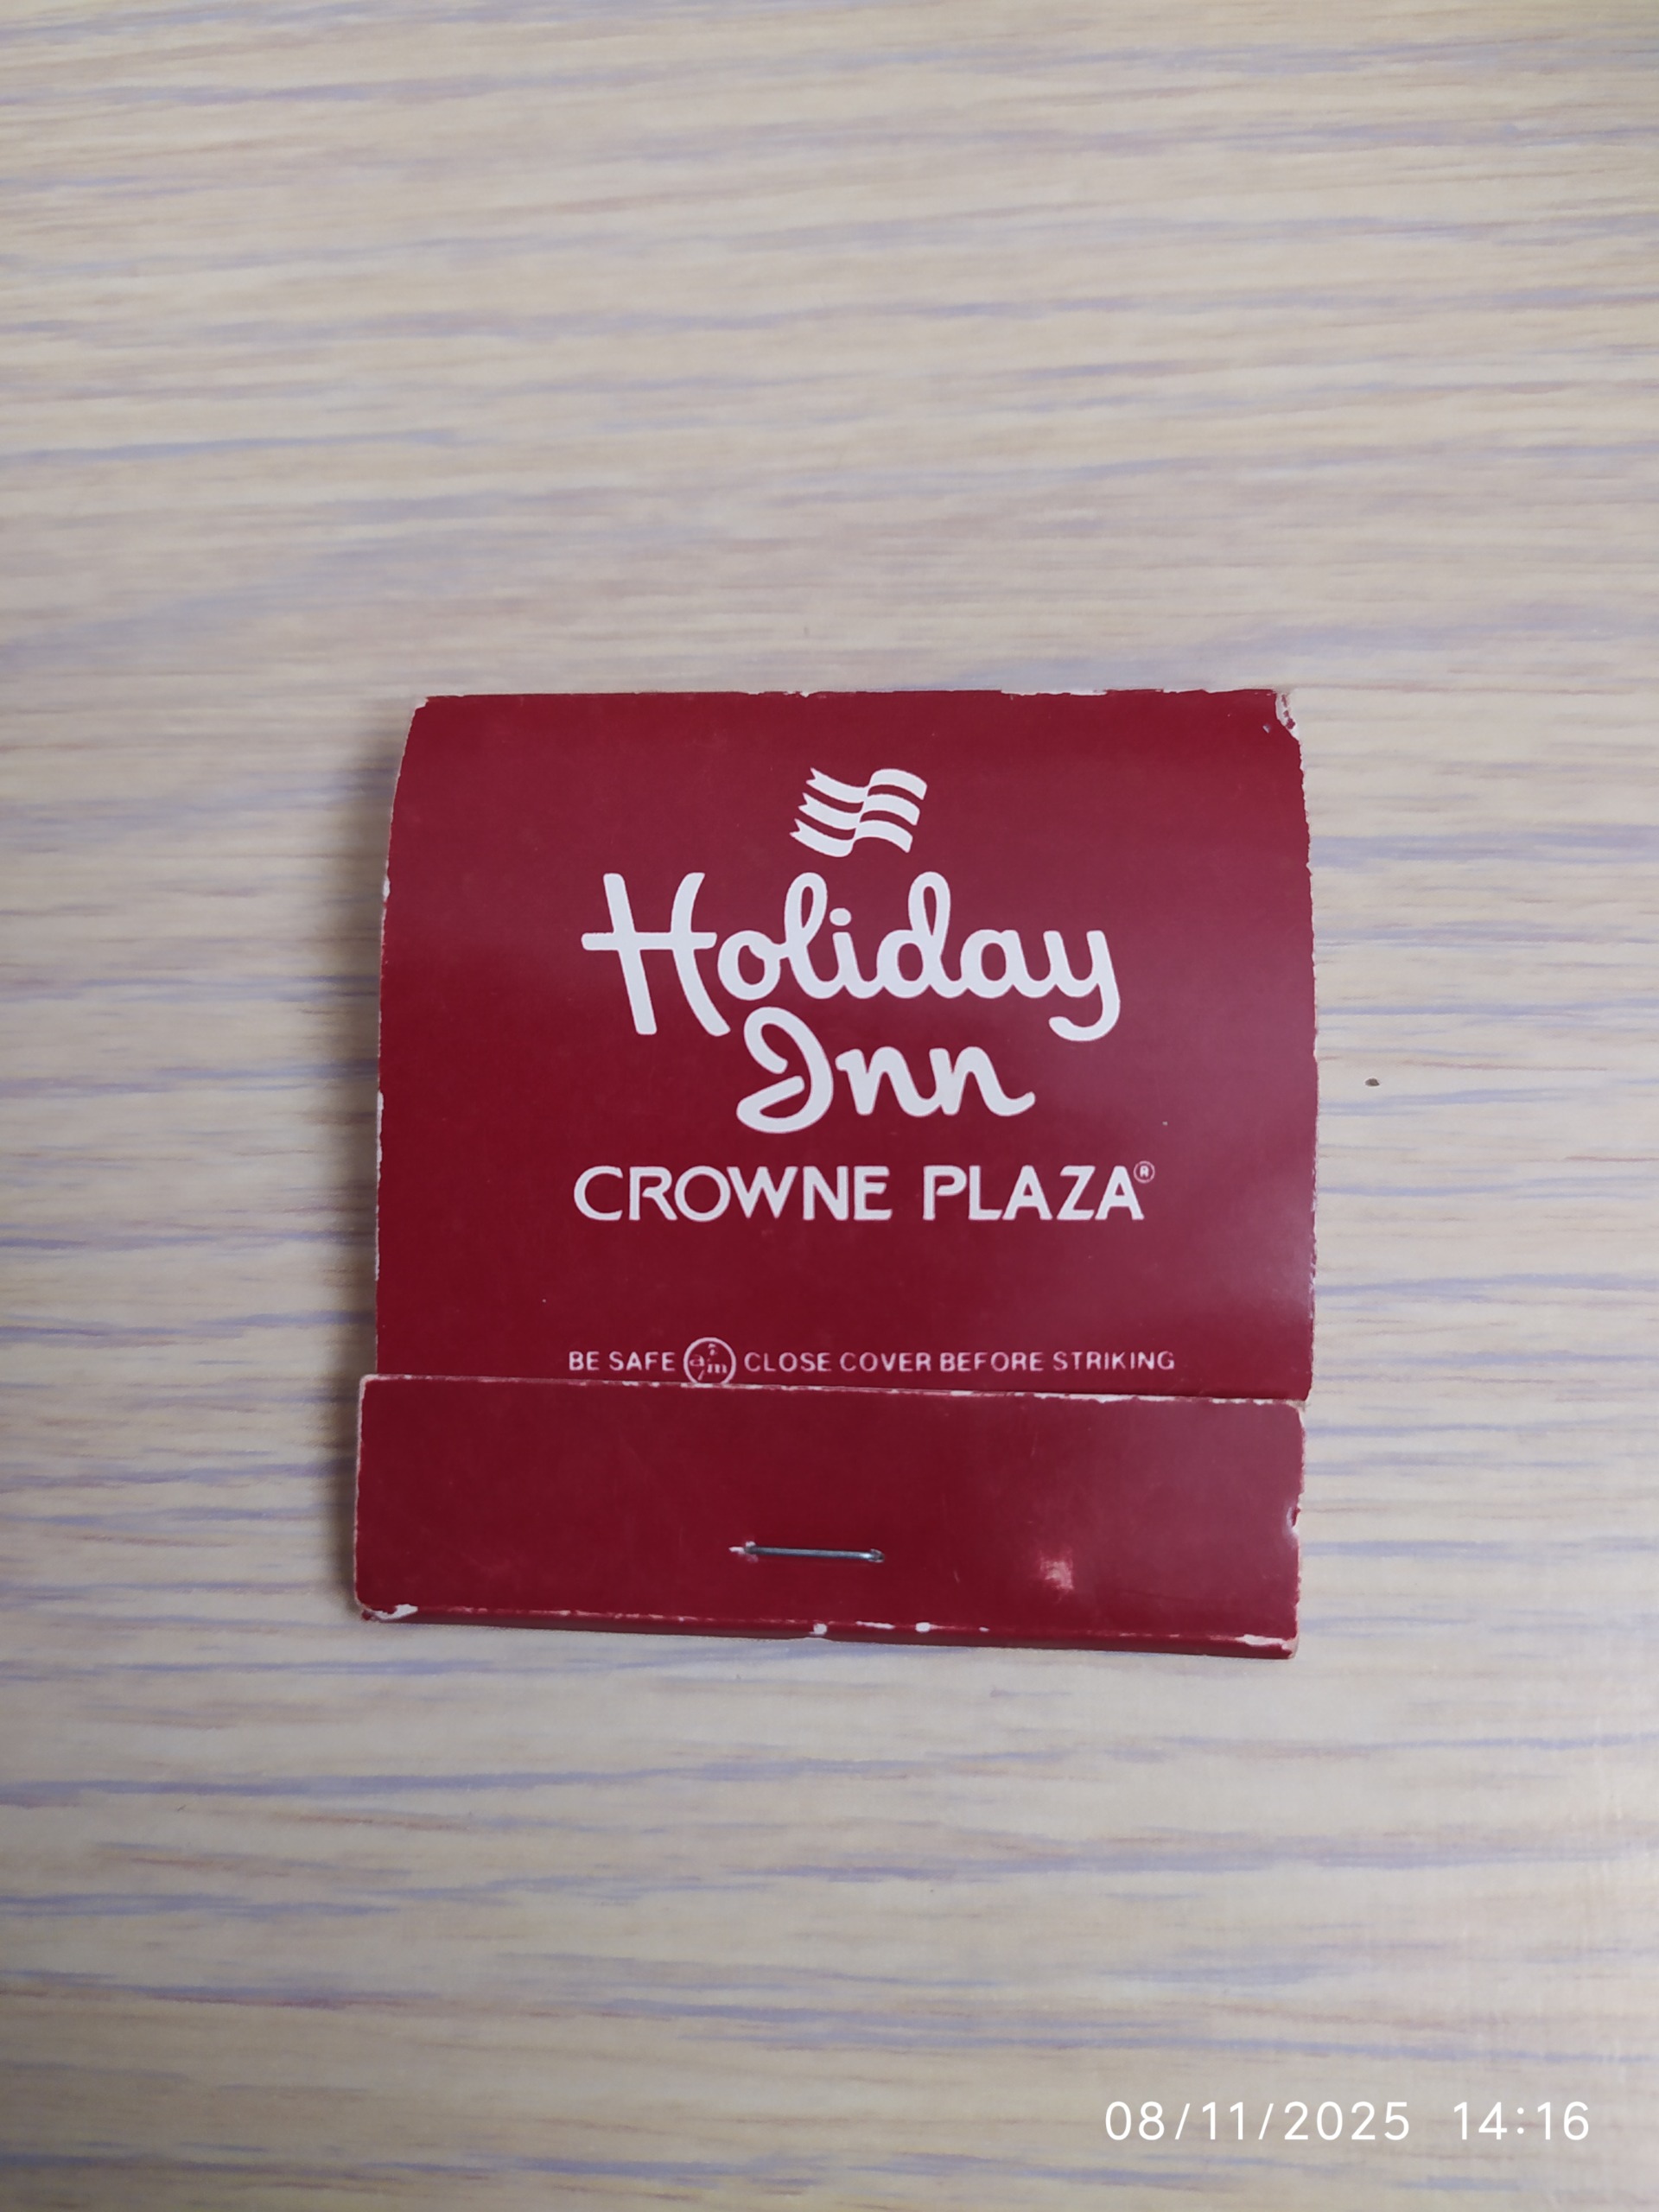 Holiday
Inn
CROWNE PLAZA®
BE SAFE CLOSE COVER BEFORE STRIKING
08/11/2025 14:16